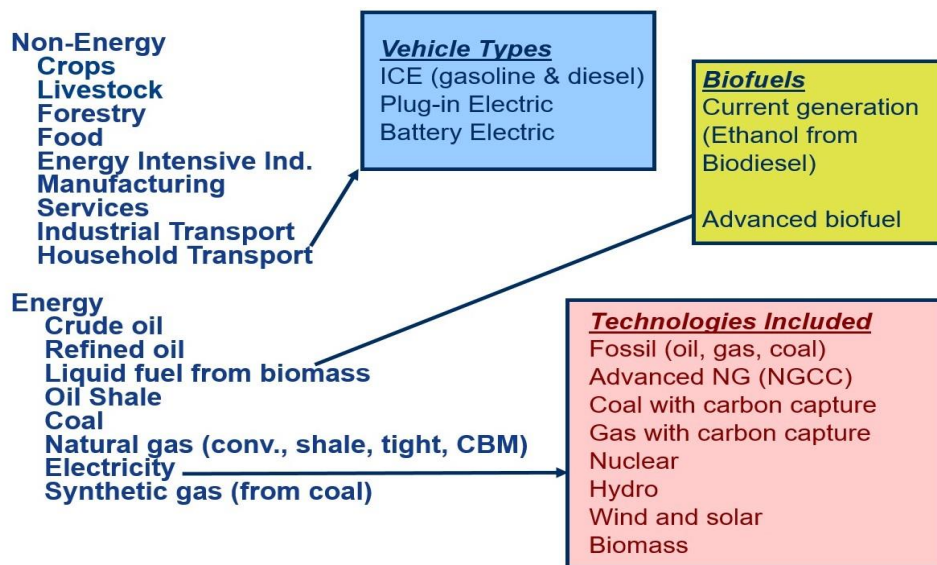 Non-Energy
Crops
Livestock
Forestry
Food
Energy Intensive Ind.
Manufacturing
Services
Industrial Transport
Household Transport
Energy
Crude oil
Refined oil
Liquid fuel from biomass
Oil Shale
Coal
Natural gas (conv., shale, tight, CBM)
Electricity
Synthetic gas (from coal)
Vehicle Types
ICE (gasoline & diesel)
Plug-in Electric
Battery Electric
Biofuels
Current generation
(Ethanol from
Biodiesel)
Advanced biofuel
Technologies Included
Fossil (oil, gas, coal)
Advanced NG (NGCC)
Coal with carbon capture
Gas with carbon capture
Nuclear
Hydro
Wind and solar
Biomass